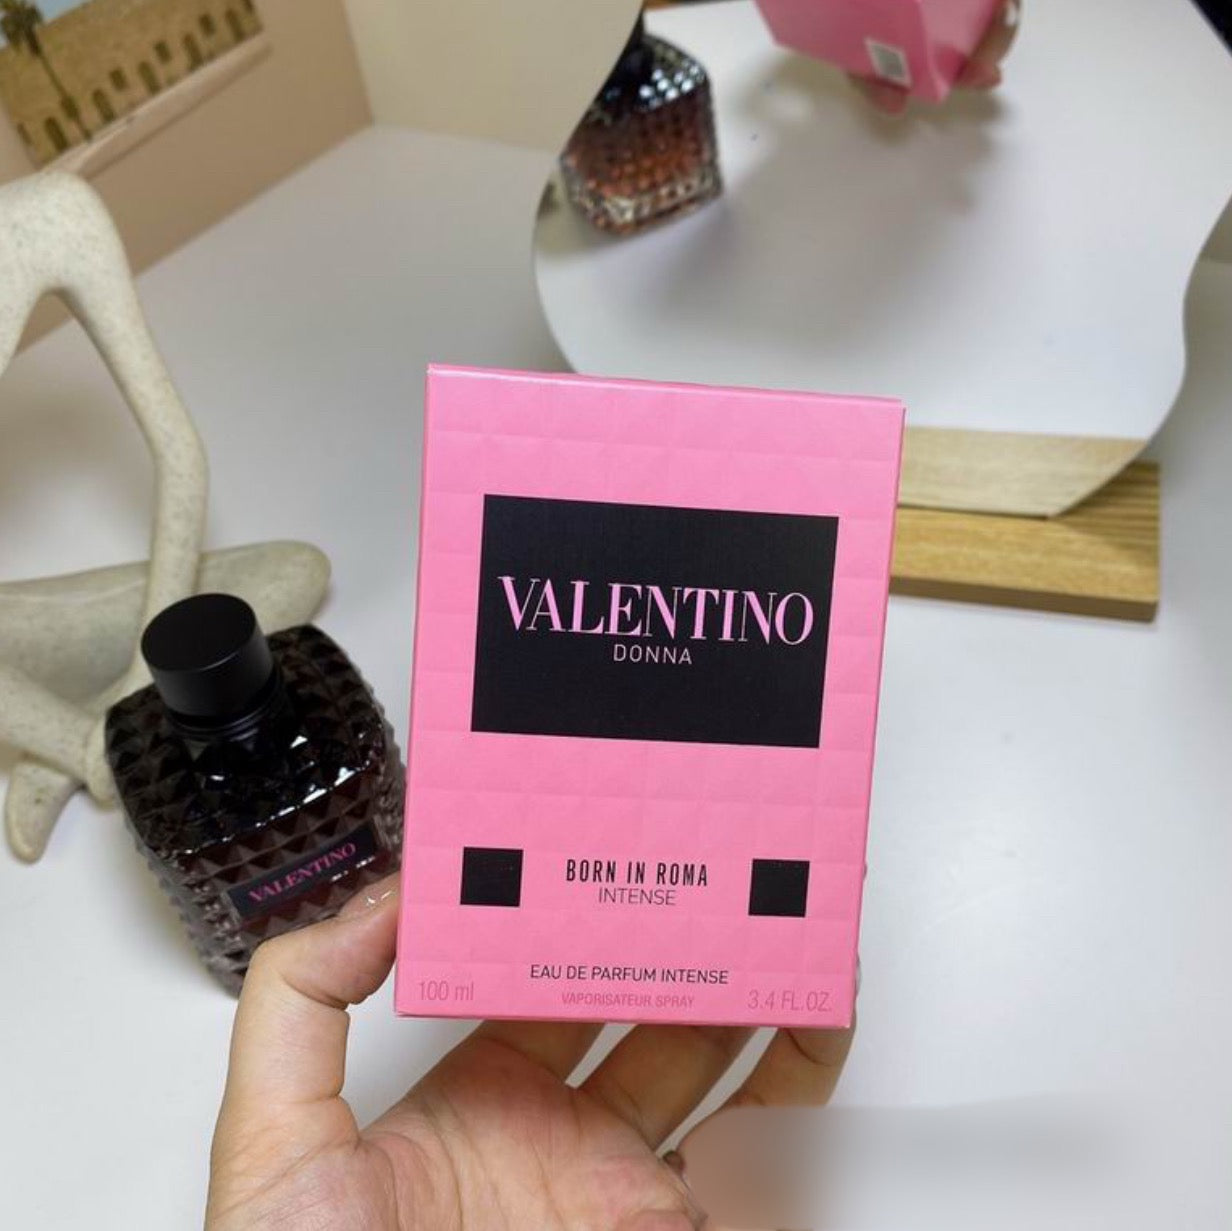 VALENTINO
DONNA
BORN IN ROMA
INTENSE
EAU DE PARFUM INTENSE
100 ml
VAPORISATEUR SPRAY
3.4 FL.OZ.
VALENTINO